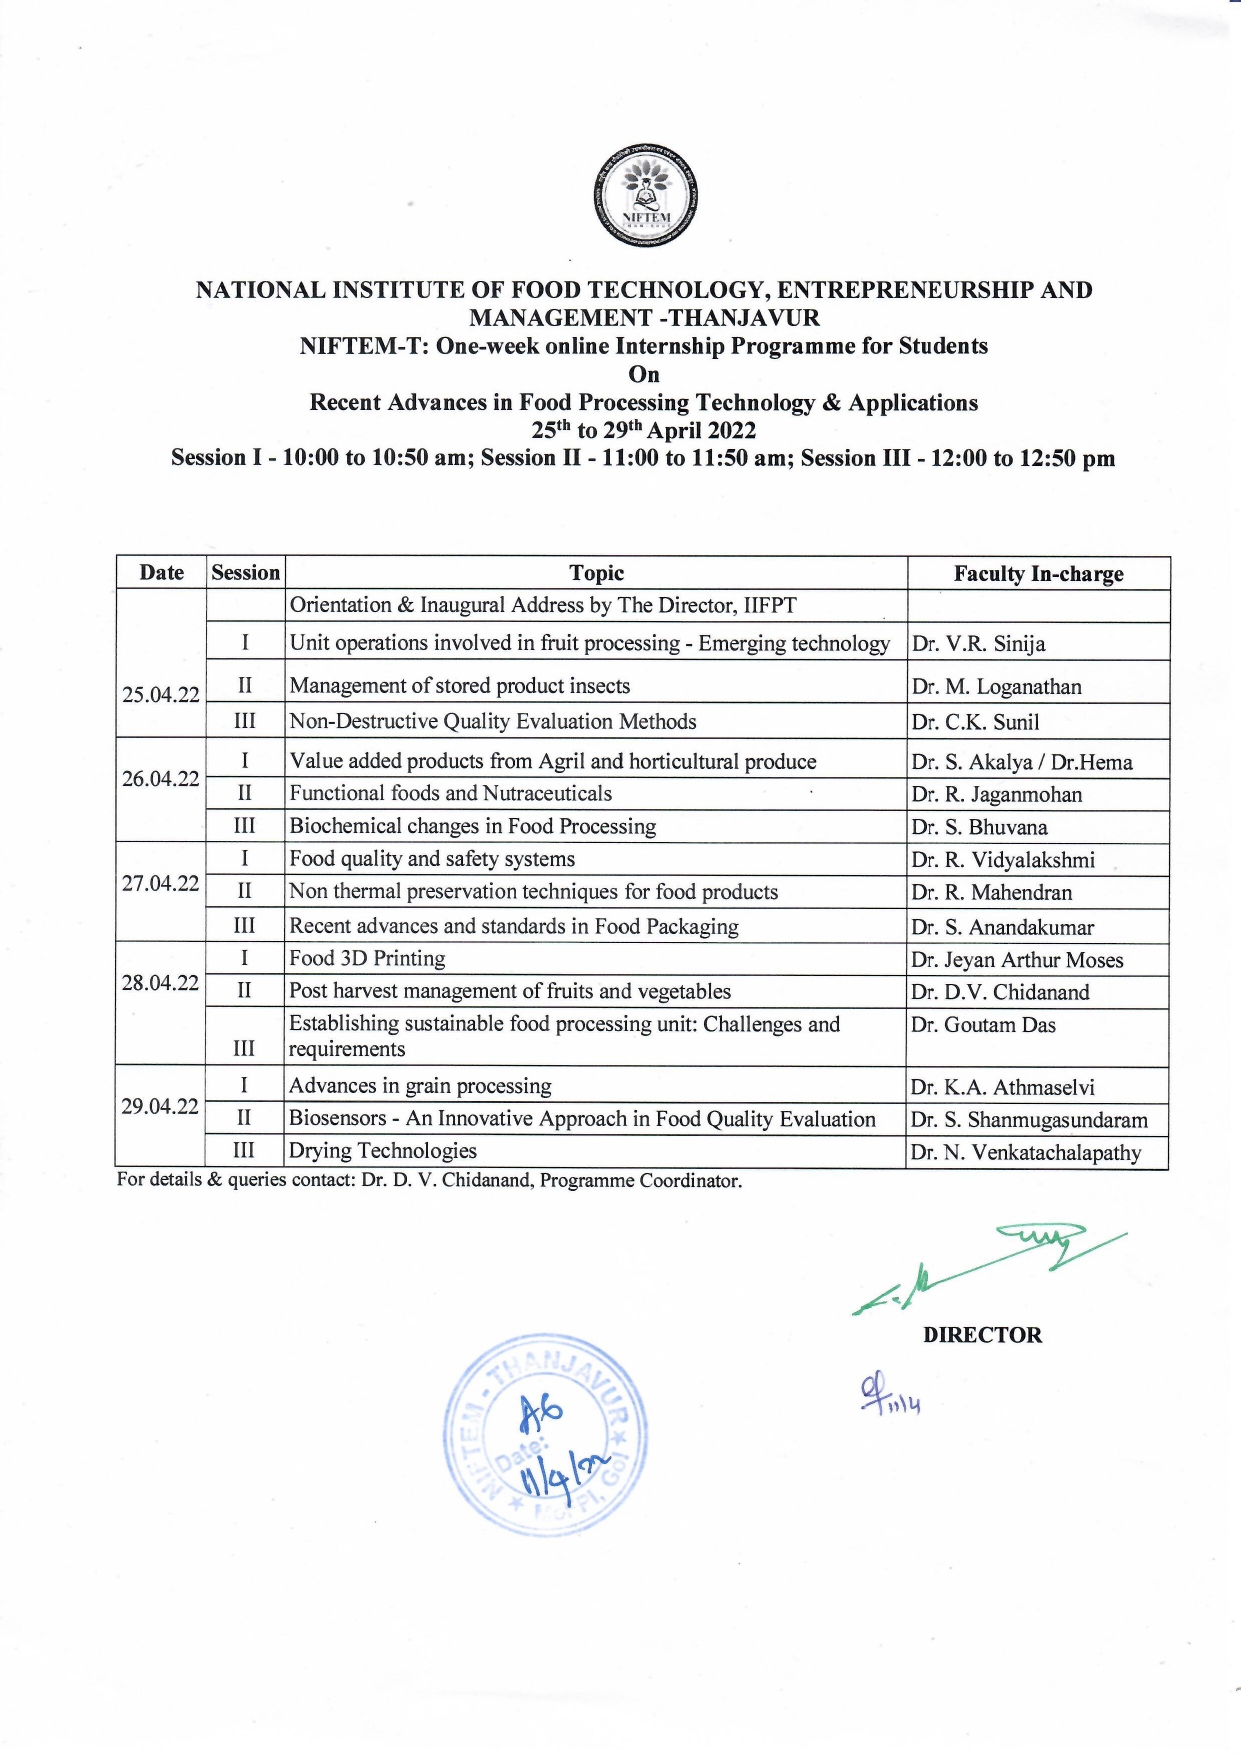 NIFTEM
NATIONAL INSTITUTE OF FOOD TECHNOLOGY, ENTREPRENEURSHIP AND
MANAGEMENT -THANJAVUR
NIFTEM-T: One-week online Internship Programme for Students
On
Recent Advances in Food Processing Technology & Applications
25th to 29th April 2022
Session I - 10:00 to 10:50 am; Session II - 11:00 to 11:50 am; Session III - 12:00 to 12:50 pm
Date Session Topic Faculty In-charge
Orientation & Inaugural Address by The Director, IIFPT
I Unit operations involved in fruit processing - Emerging technology Dr. V.R. Sinija
25.04.22 II Management of stored product insects Dr. M. Loganathan
III Non-Destructive Quality Evaluation Methods Dr. C.K. Sunil
26.04.22 I Value added products from Agril and horticultural produce Dr. S. Akalya / Dr.Hema
II Functional foods and Nutraceuticals Dr. R. Jaganmohan
III Biochemical changes in Food Processing Dr. S. Bhuvana
27.04.22 I Food quality and safety systems Dr. R. Vidyalakshmi
II Non thermal preservation techniques for food products Dr. R. Mahendran
III Recent advances and standards in Food Packaging Dr. S. Anandakumar
28.04.22 I Food 3D Printing Dr. Jeyan Arthur Moses
II Post harvest management of fruits and vegetables Dr. D.V. Chidanand
III Establishing sustainable food processing unit: Challenges and Dr. Goutam Das
requirements
29.04.22 I Advances in grain processing Dr. K.A. Athmaselvi
II Biosensors - An Innovative Approach in Food Quality Evaluation Dr. S. Shanmugasundaram
III Drying Technologies Dr. N. Venkatachalapathy
For details & queries contact: Dr. D. V. Chidanand, Programme Coordinator.
DIRECTOR
NIFTEM - THANJAVUR
A6
Date:
11/4/22
MoFPI, GoI
11/4